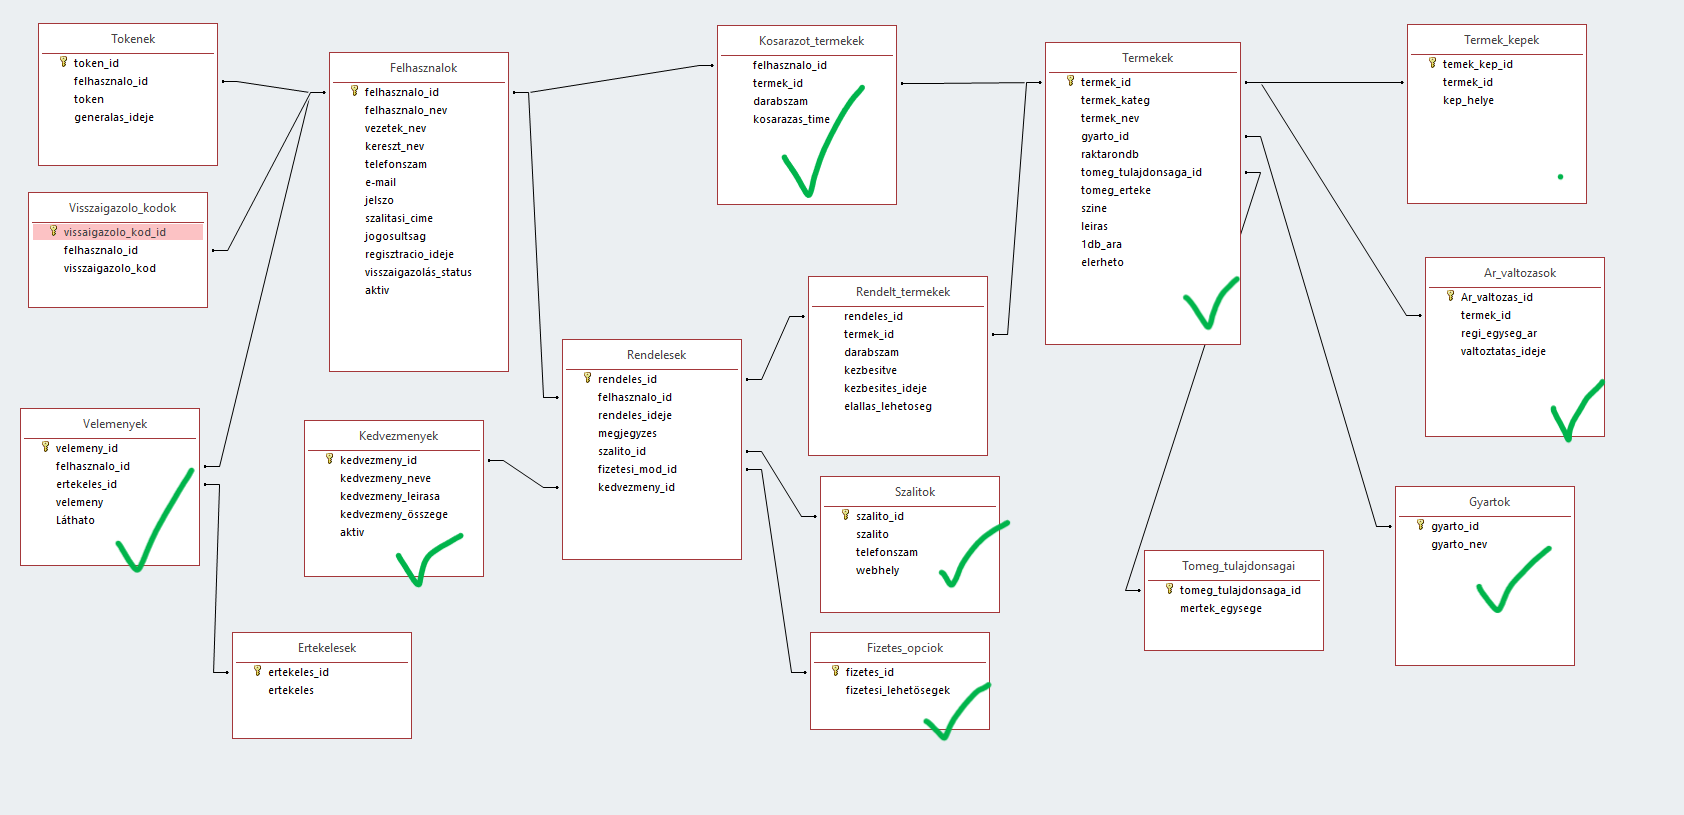 Tokenek
token_id
felhasznalo_id
token
generalas_ideje
Visszaigazolo_kodok
vissaigazolo_kod_id
felhasznalo_id
visszaigazolo_kod
Velemenyek
velemeny_id
felhasznalo_id
ertekeles_id
velemeny
Láthato
Ertekelesek
ertekeles_id
ertekeles
Felhasznalok
felhasznalo_id
felhasznalo_nev
vezetek_nev
kereszt_nev
telefonszam
e-mail
jelszo
szalitasi_cime
jogosultsag
regisztracio_ideje
visszaigazolás_status
aktiv
Kedvezmenyek
kedvezmeny_id
kedvezmeny_neve
kedvezmeny_leirasa
kedvezmeny_összege
aktiv
Rendelesek
rendeles_id
felhasznalo_id
rendeles_ideje
megjegyzes
szalito_id
fizetesi_mod_id
kedvezmeny_id
Kosarazot_termekek
felhasznalo_id
termek_id
darabszam
kosarazas_time
Rendelt_termekek
rendeles_id
termek_id
darabszam
kezbesitve
kezbesites_ideje
elallas_lehetoseg
Szalitok
szalito_id
szalito
telefonszam
webhely
Fizetes_opciok
fizetes_id
fizetesi_lehetösegek
Termekek
termek_id
termek_kateg
termek_nev
gyarto_id
raktarondb
tomeg_tulajdonsaga_id
tomeg_erteke
szine
leiras
1db_ara
elerheto
Tomeg_tulajdonsagai
tomeg_tulajdonsaga_id
mertek_egysege
Termek_kepek
temek_kep_id
termek_id
kep_helye
Ar_valtozasok
Ar_valtozas_id
termek_id
regi_egyseg_ar
valtoztatas_ideje
Gyartok
gyarto_id
gyarto_nev